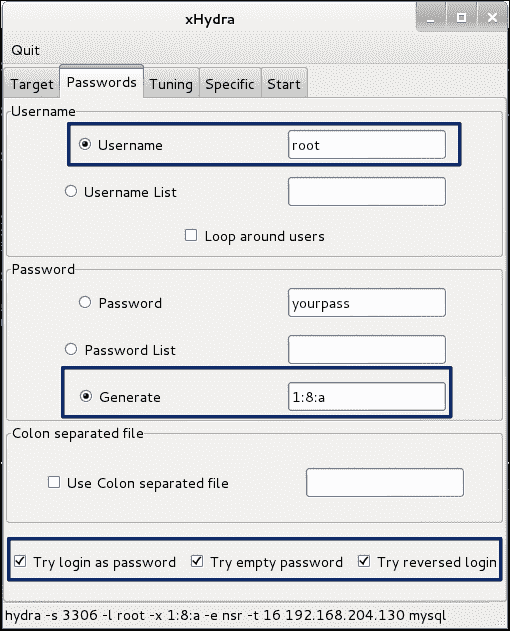 xHydra
Quit
Target Passwords Tuning Specific Start
Username
Username root
Username List
Loop around users
Password
Password yourpass
Password List
Generate 1:8:a
Colon separated file
Use Colon separated file
Try login as password Try empty password Try reversed login
hydra -s 3306 -l root -x 1:8:a -e nsr -t 16 192.168.204.130 mysql